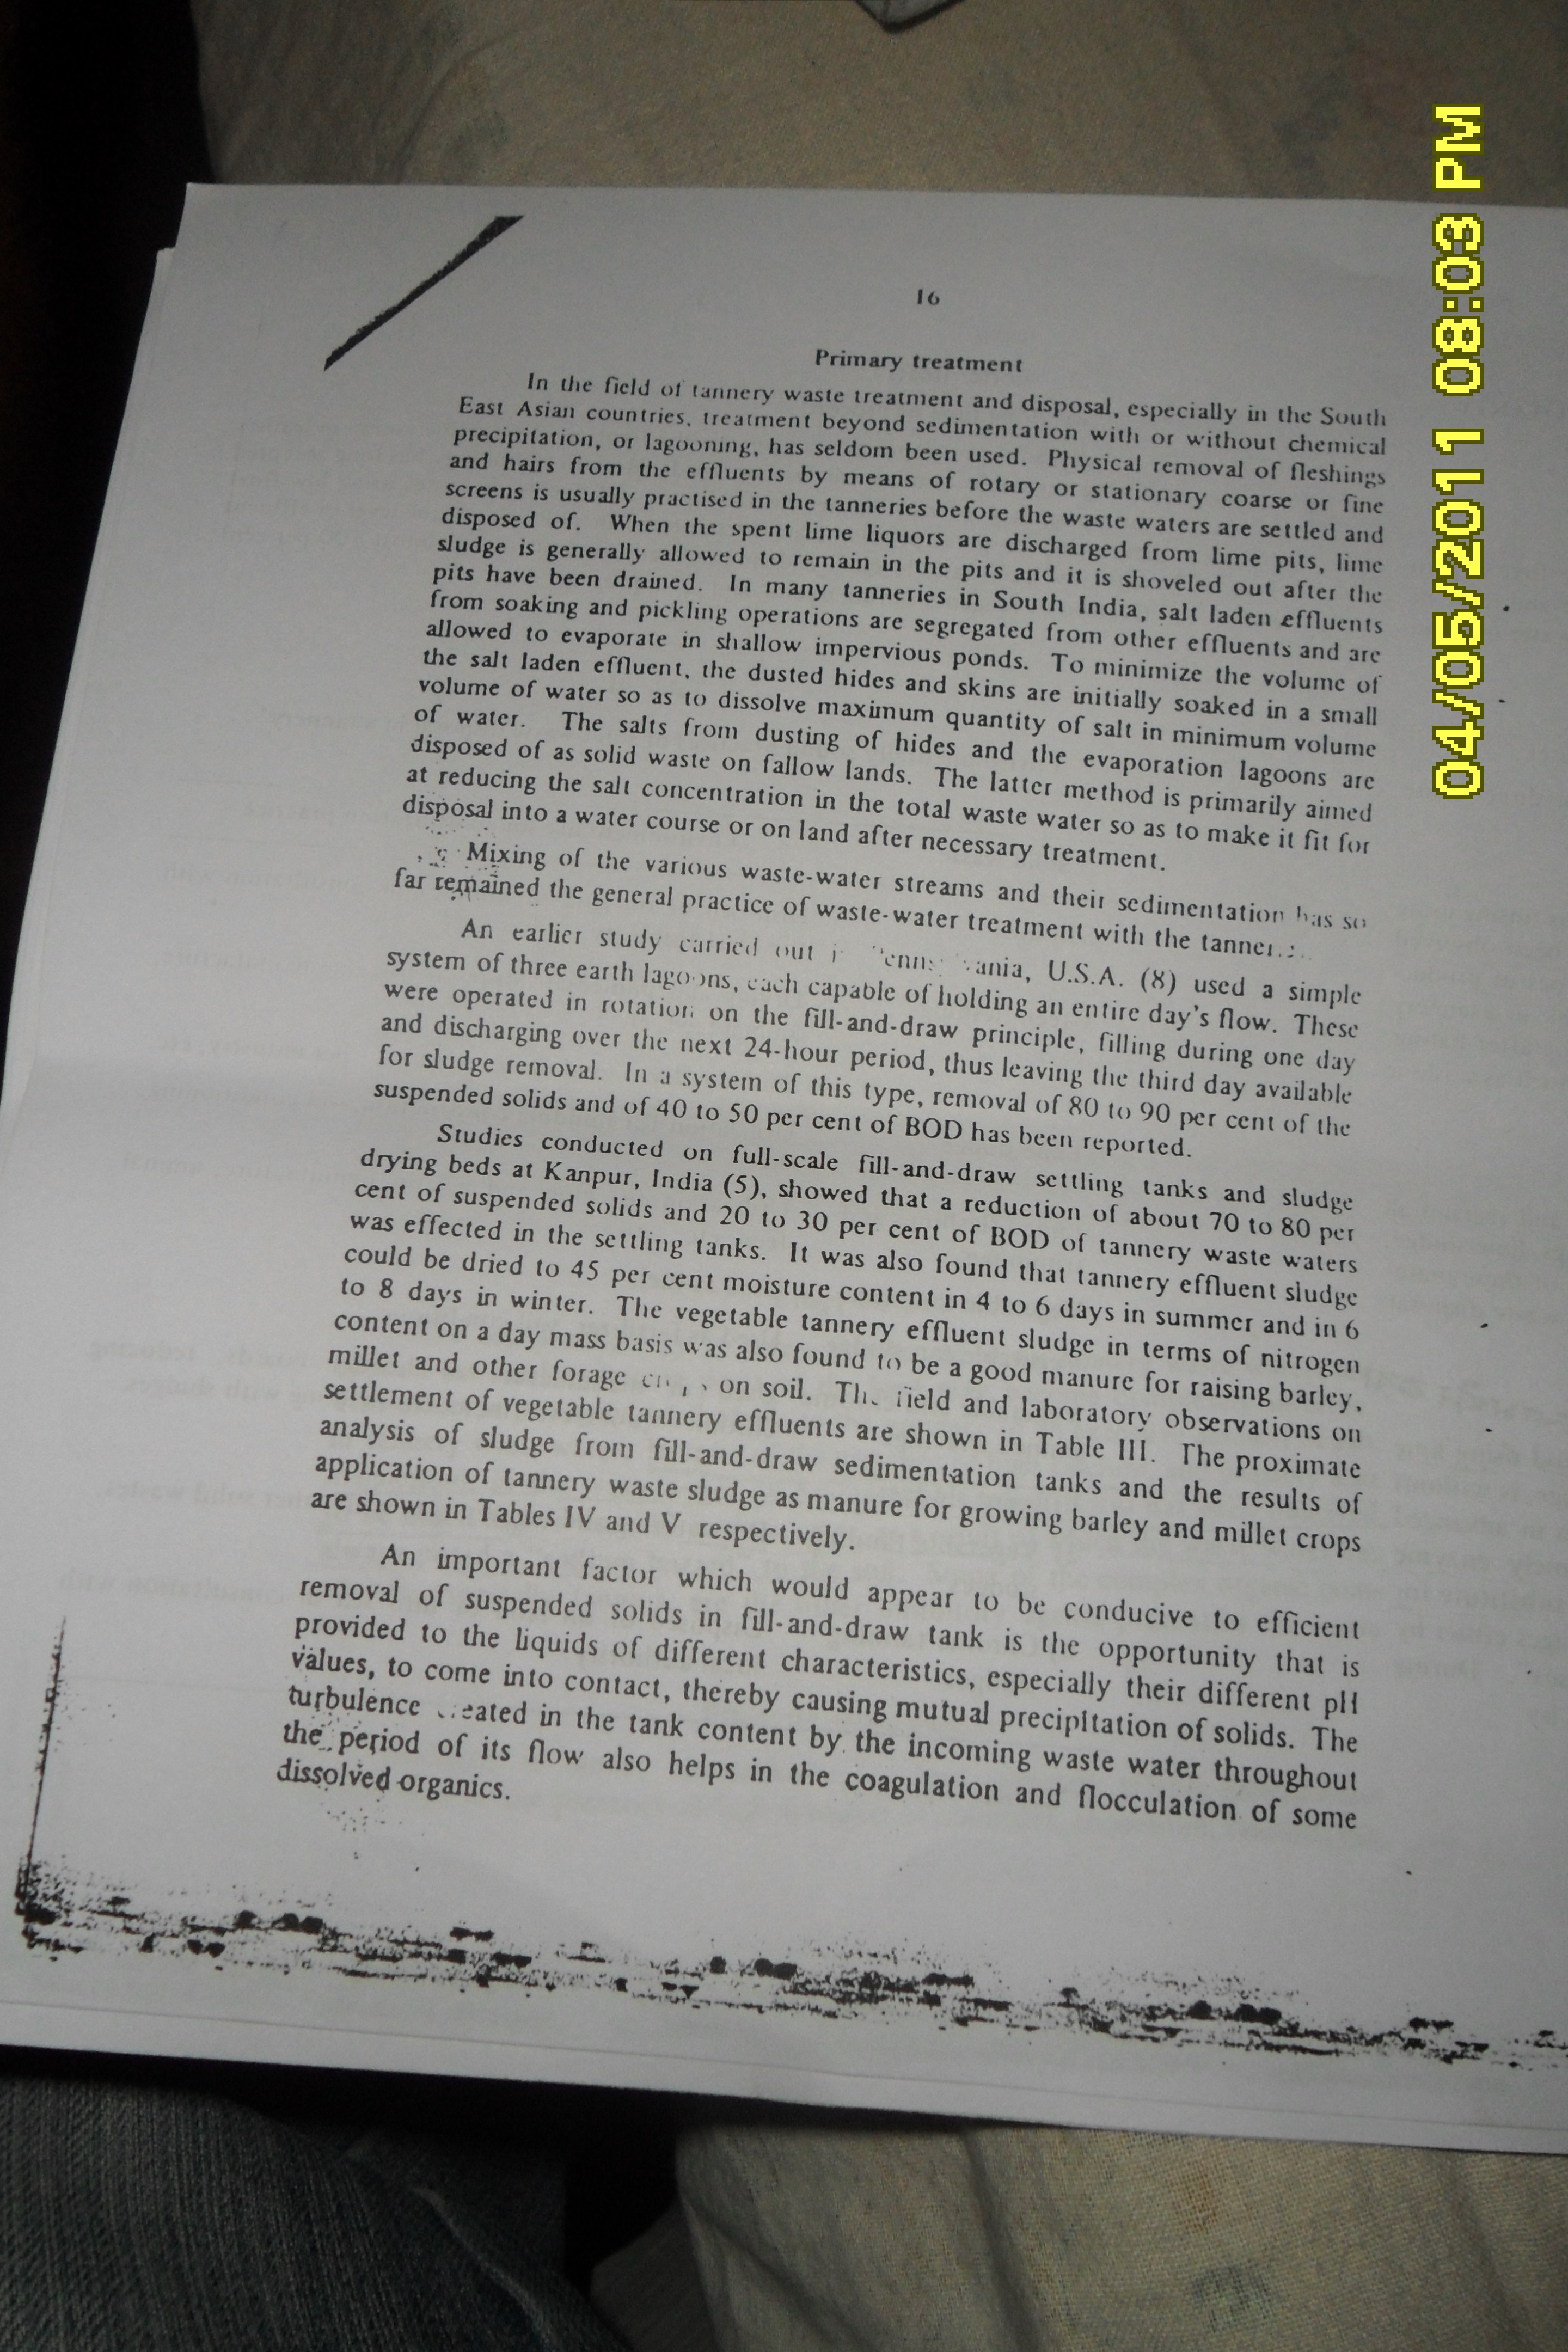 16
Primary treatment
In the field of tannery waste treatment and disposal, especially in the South
East Asian countries, treatment beyond sedimentation with or without chemical
precipitation, or lagooning, has seldom been used. Physical removal of fleshings
and hairs from the effluents by means of rotary or stationary coarse or fine
screens is usually practised in the tanneries before the waste waters are settled and
disposed of. When the spent lime liquors are discharged from lime pits, lime
sludge is generally allowed to remain in the pits and it is shoveled out after the
pits have been drained. In many tanneries in South India, salt laden effluents
from soaking and pickling operations are segregated from other effluents and are
allowed to evaporate in shallow impervious ponds. To minimize the volume of
the salt laden effluent, the dusted hides and skins are initially soaked in a small
volume of water so as to dissolve maximum quantity of salt in minimum volume
of water. The salts from dusting of hides and the evaporation lagoons are
disposed of as solid waste on fallow lands. The latter method is primarily aimed
at reducing the salt concentration in the total waste water so as to make it fit for
disposal into a water course or on land after necessary treatment.
Mixing of the various waste-water streams and their sedimentation has so
far remained the general practice of waste-water treatment with the
An earlier study carried out U.S.A. (8) used a simple
system of three earth lagoons, each capable of holding an entire day's flow. These
were operated in rotation on the fill-and-draw principle, filling during one day
and discharging over the next 24-hour period, thus leaving the third day available
for sludge removal. In a system of this type, removal of 80 to 90 per cent of the
suspended solids and of 40 to 50 per cent of BOD has been reported.
Studies conducted on full-scale fill-and-draw settling tanks and sludge
drying beds at Kanpur, India (5), showed that a reduction of about 70 to 80 per
cent of suspended solids and 20 to 30 per cent of BOD of tannery waste waters
was effected in the settling tanks. It was also found that tannery effluent sludge
could be dried to 45 per cent moisture content in 4 to 6 days in summer and in 6
to 8 days in winter. The vegetable tannery effluent sludge in terms of nitrogen
content on a day mass basis was also found to be a good manure for raising barley,
millet and other forage on soil. The field and laboratory observations on
settlement of vegetable tannery effluents are shown in Table III. The proximate
analysis of sludge from fill-and-draw sedimentation tanks and the results of
application of tannery waste sludge as manure for growing barley and millet crops
are shown in Tables IV and V respectively.
An important factor which would appear to be conducive to efficient
removal of suspended solids in fill-and-draw tank is the opportunity that is
provided to the liquids of different characteristics, especially their different pH
values, to come into contact, thereby causing mutual precipitation of solids. The
turbulence created in the tank content by the incoming waste water throughout
the period of its flow also helps in the coagulation and flocculation of some
dissolved organics.
04/05/2011 08:03 PM